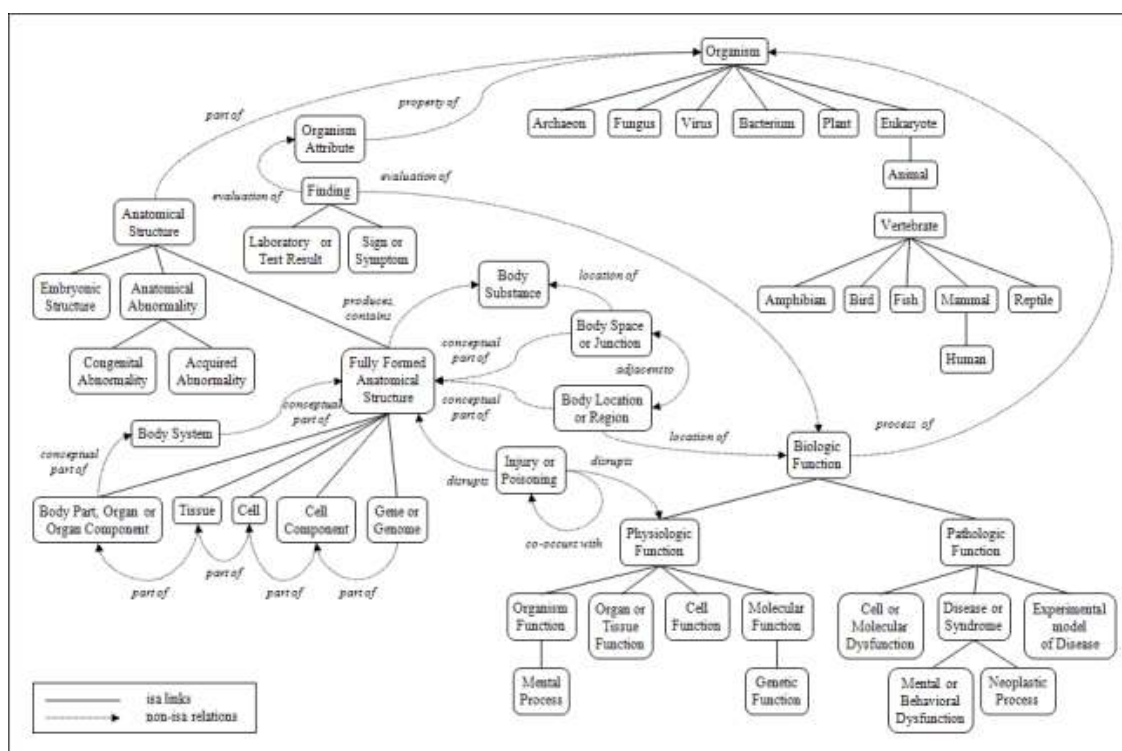 Organism
part of
property of
Archaeon
Fungus
Virus
Bacterium
Plant
Eukaryote
Organism
Attribute
evaluation of
evaluation of
Finding
Animal
Anatomical
Structure
Laboratory or
Test Result
Sign or
Symptom
Vertebrate
Embryonic
Structure
Anatomical
Abnormality
produces,
contains
Body
Substance
location of
Amphibian
Bird
Fish
Mammal
Reptile
Congenital
Abnormality
Acquired
Abnormality
Fully Formed
Anatomical
Structure
conceptual
part of
Body Space
or Junction
Human
adjacent to
conceptual
part of
conceptual
part of
Body Location
or Region
Body System
location of
Biologic
Function
process of
conceptual
part of
disrupts
Injury or
Poisoning
disrupts
Body Part, Organ or
Organ Component
Tissue
Cell
Cell
Component
Gene or
Genome
co-occurs with
Physiologic
Function
Pathologic
Function
part of
part of
part of
part of
Organism
Function
Organ or
Tissue
Function
Cell
Function
Molecular
Function
Cell or
Molecular
Dysfunction
Disease or
Syndrome
Experimental
model
of Disease
Mental
Process
Genetic
Function
Mental or
Behavioral
Dysfunction
Neoplastic
Process
isa links
non-isa relations